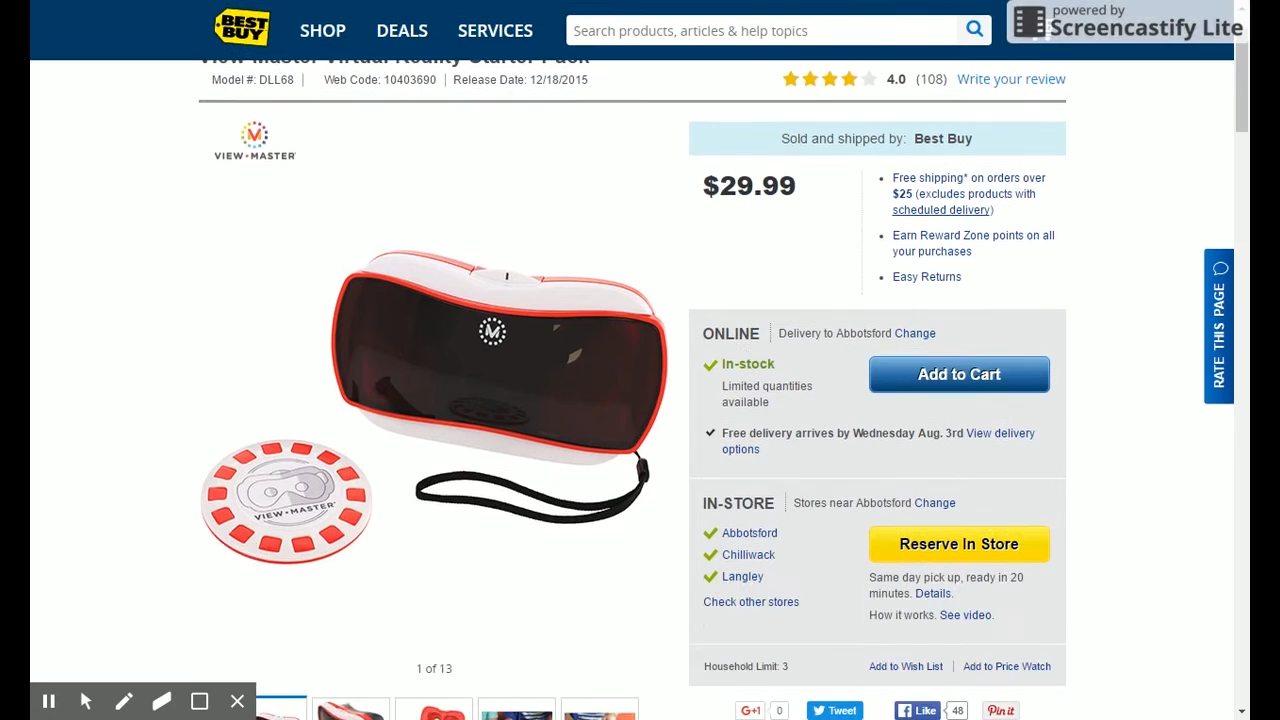 BEST BUY
SHOP DEALS SERVICES
Search products, articles & help topics
powered by
Screencastify Lite
View-Master Virtual Reality Starter Pack
Model #: DLL68 | Web Code: 10403690 | Release Date: 12/18/2015
4.0 (108) Write your review
VIEW•MASTER
Sold and shipped by: Best Buy
$29.99
Free shipping* on orders over
$25 (excludes products with
scheduled delivery)
Earn Reward Zone points on all
your purchases
Easy Returns
RATE THIS PAGE
ONLINE Delivery to Abbotsford Change
In-stock
Limited quantities
available
Add to Cart
Free delivery arrives by Wednesday Aug. 3rd View delivery
options
IN-STORE Stores near Abbotsford Change
Abbotsford
Chilliwack
Langley
Check other stores
Reserve In Store
Same day pick up, ready in 20
minutes. Details.
How it works. See video.
VIEW•MASTER
1 of 13
Household Limit: 3 Add to Wish List | Add to Price Watch
G+1 0 Tweet Like 48 Pin it